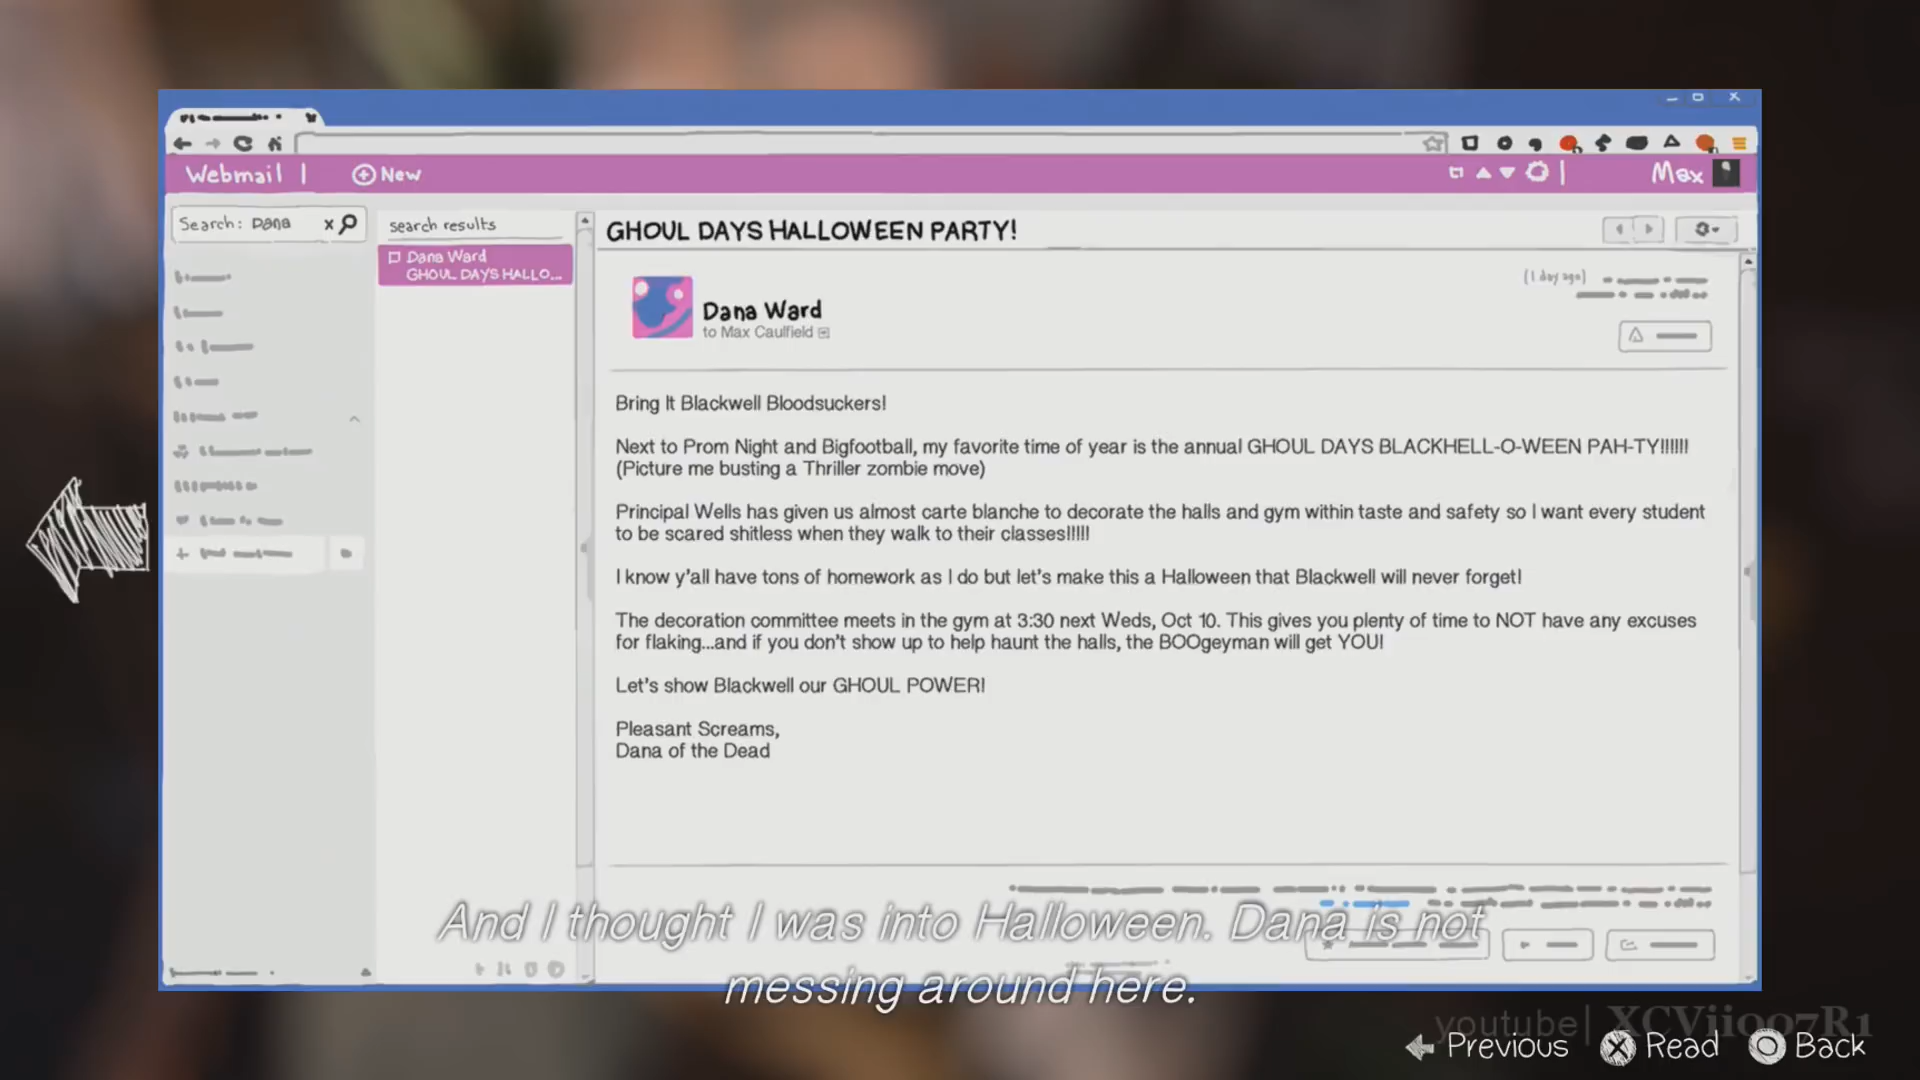 Webmail | + New
Max
Search: Dana x
search results
Dana Ward
GHOUL DAYS HALLO...
GHOUL DAYS HALLOWEEN PARTY!
(1 day ago)
Dana Ward
to Max Caulfield
Bring It Blackwell Bloodsuckers!
Next to Prom Night and Bigfootball, my favorite time of year is the annual GHOUL DAYS BLACKHELL-O-WEEN PAH-TY!!!!!!
(Picture me busting a Thriller zombie move)
Principal Wells has given us almost carte blanche to decorate the halls and gym within taste and safety so I want every student
to be scared shitless when they walk to their classes!!!!!
I know y'all have tons of homework as I do but let's make this a Halloween that Blackwell will never forget!
The decoration committee meets in the gym at 3:30 next Weds, Oct 10. This gives you plenty of time to NOT have any excuses
for flaking...and if you don't show up to help haunt the halls, the BOOgeyman will get YOU!
Let's show Blackwell our GHOUL POWER!
Pleasant Screams,
Dana of the Dead
And I thought I was into Halloween. Dana is not
messing around here.
youtube| XCVii007R1
Previous Read Back